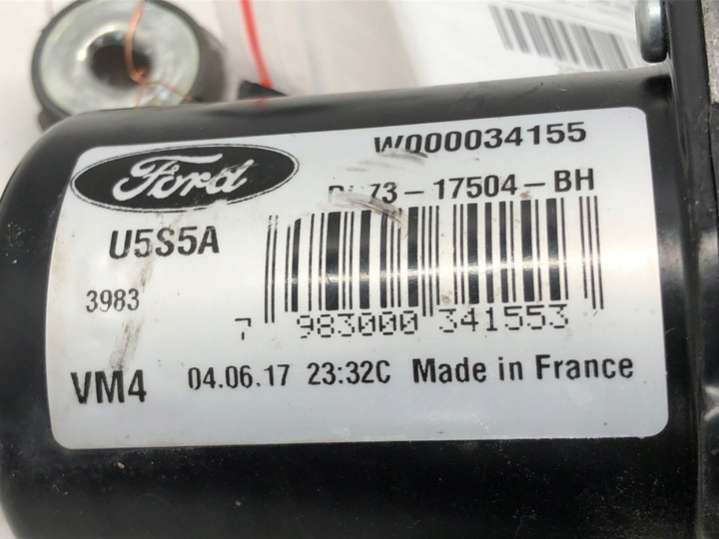 Ford
W000034155
73-17504-BH
U5S5A
3983
7 983000 341553
VM4 04.06.17 23:32C Made in France